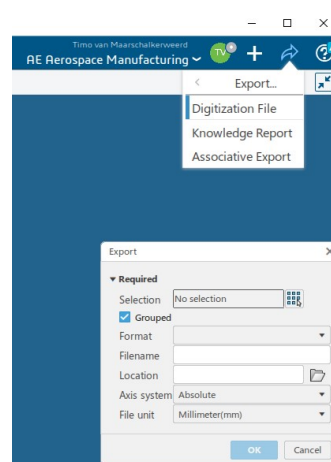 Timo van Maarschalkerweerd
AE Aerospace Manufacturing
TV
Export...
Digitization File
Knowledge Report
Associative Export
Export
Required
Selection No selection
Grouped
Format
Filename
Location
Axis system Absolute
File unit Millimeter(mm)
OK Cancel